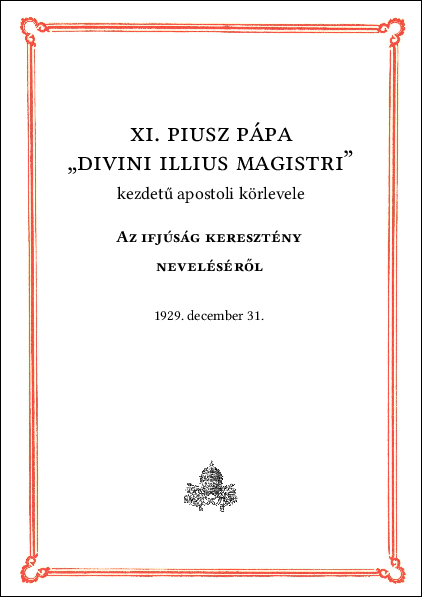 XI. PIUSZ PÁPA
„DIVINI ILLIUS MAGISTRI”
kezdetű apostoli körlevele
Az ifjúság keresztény
neveléséről
1929. december 31.